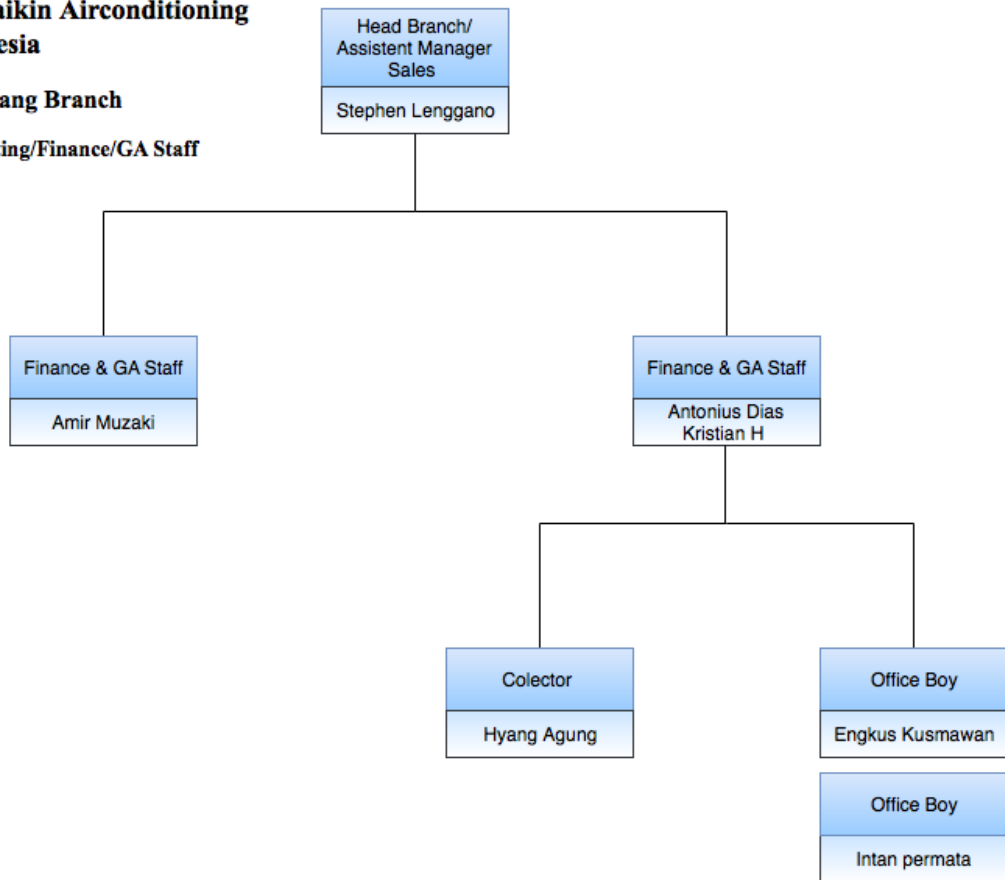 aikin Airconditioning
esia
ang Branch
ting/Finance/GA Staff
Head Branch/
Assistent Manager
Sales
Stephen Lenggano
Finance & GA Staff
Amir Muzaki
Finance & GA Staff
Antonius Dias
Kristian H
Colector
Hyang Agung
Office Boy
Engkus Kusmawan
Office Boy
Intan permata